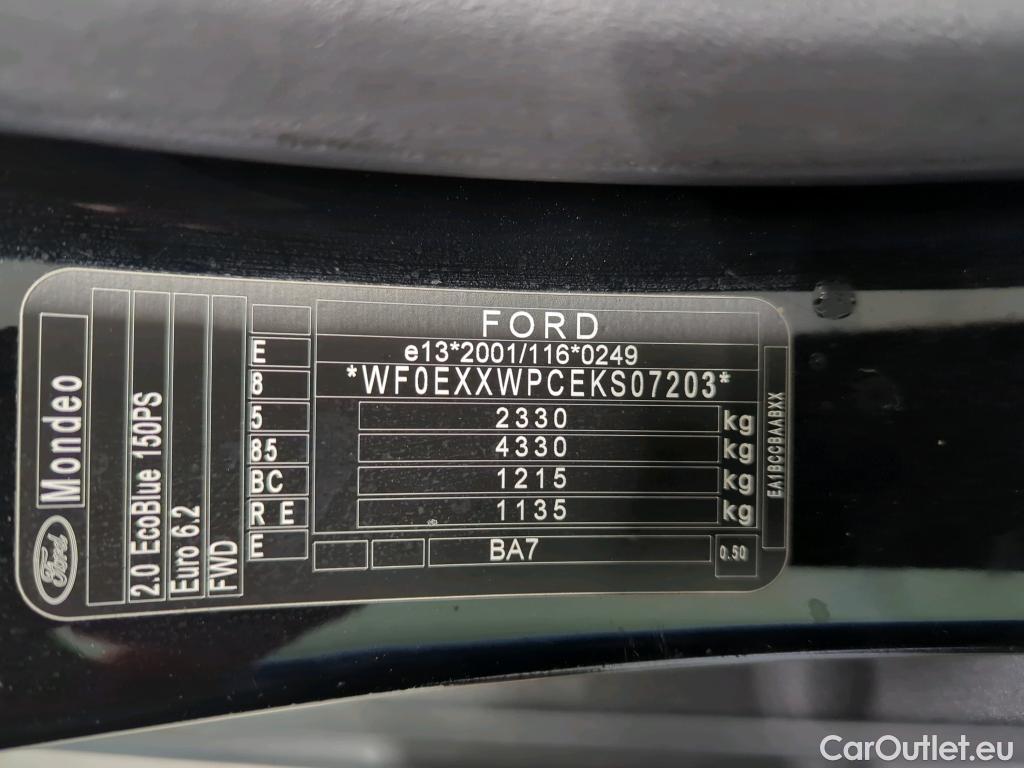 Ford
Mondeo
2.0 EcoBlue 150PS
Euro 6.2
FWD
E
8
5
85
BC
R E
E
FORD
e13*2001/116*0249
*WF0EXXWPCEKS07203*
2330 kg
4330 kg
1215 kg
1135 kg
BA7
0.50
EA1BCCBAABXX
CarOutlet.eu